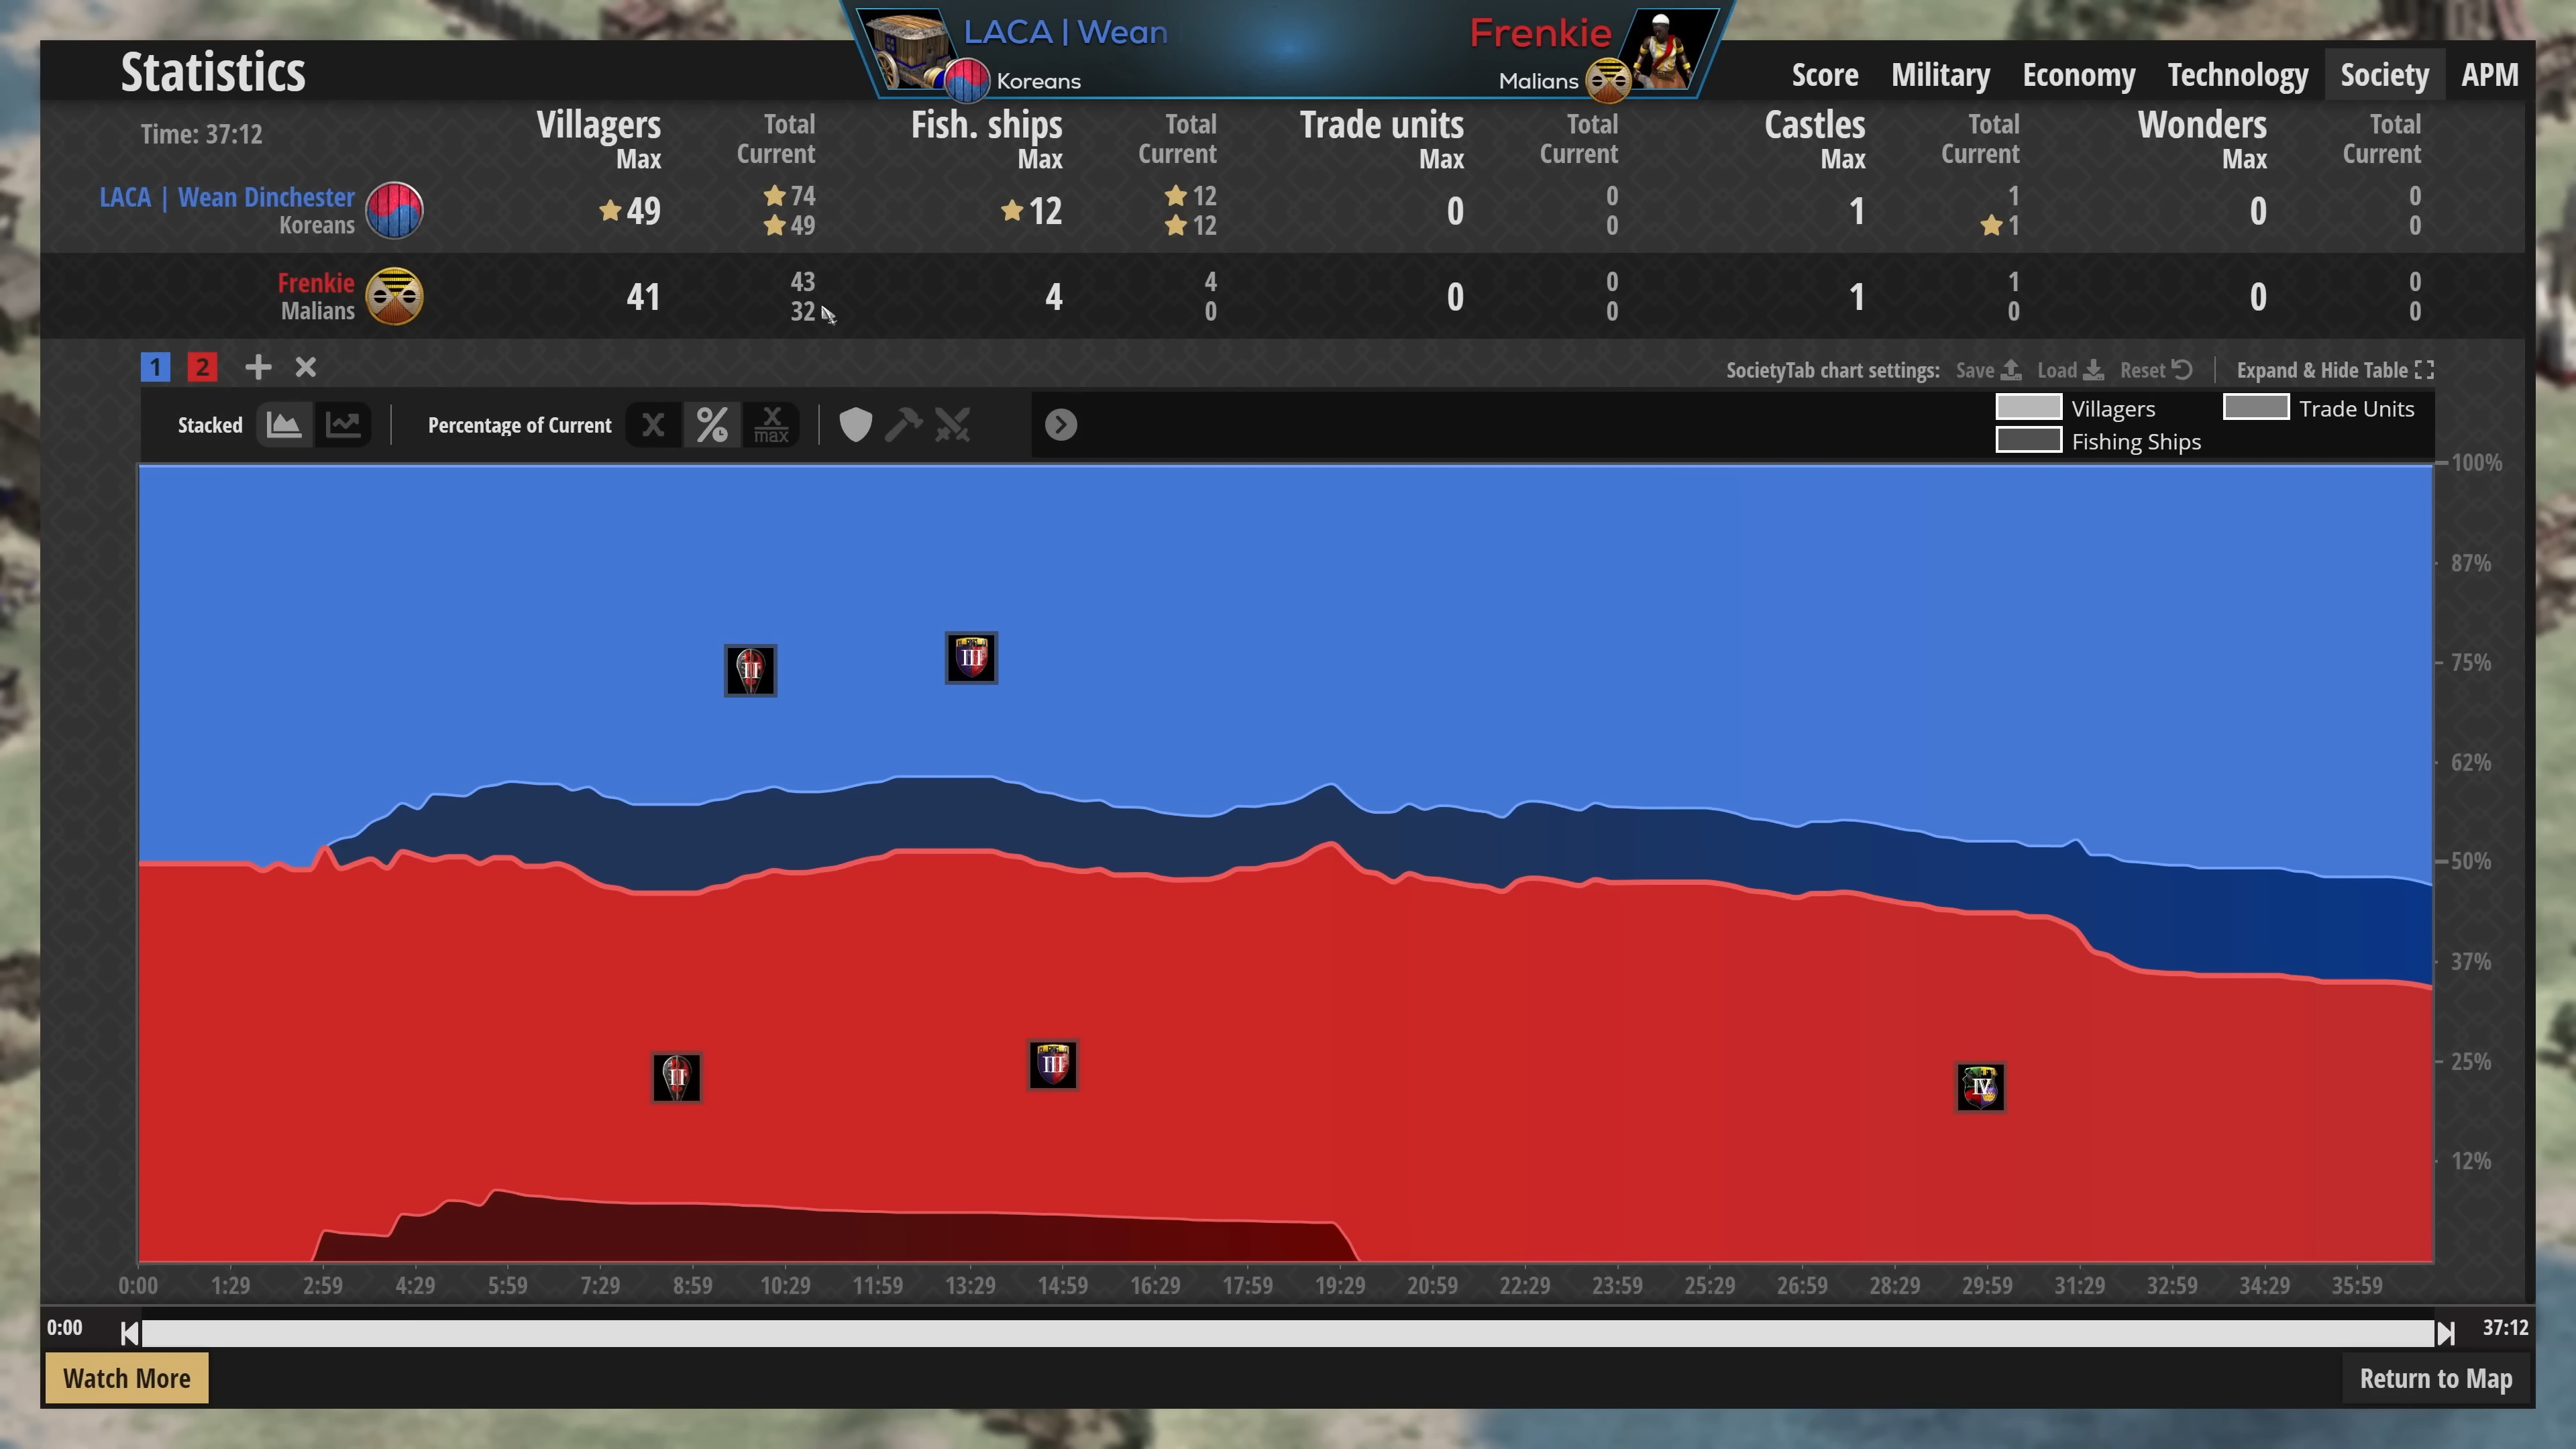 LACA | Wean
Koreans
Frenkie
Malians
Statistics
Score Military Economy Technology Society APM
Time: 37:12
Villagers Max Total Current
Fish. ships Max Total Current
Trade units Max Total Current
Castles Max Total Current
Wonders Max Total Current
LACA | Wean Dinchester
Koreans
49 74 49 12 12 12 0 0 0 1 1 1 0 0 0
Frenkie
Malians
41 43 32 4 4 0 0 0 0 1 1 0 0 0 0
1 2
SocietyTab chart settings: Save Load Reset | Expand & Hide Table
Stacked
Percentage of Current X % X max
Villagers Trade Units
Fishing Ships
100%
87%
75%
62%
50%
37%
25%
12%
II
III
II
III
IV
0:00 1:29 2:59 4:29 5:59 7:29 8:59 10:29 11:59 13:29 14:59 16:29 17:59 19:29 20:59 22:29 23:59 25:29 26:59 28:29 29:59 31:29 32:59 34:29 35:59
0:00 37:12
Watch More
Return to Map